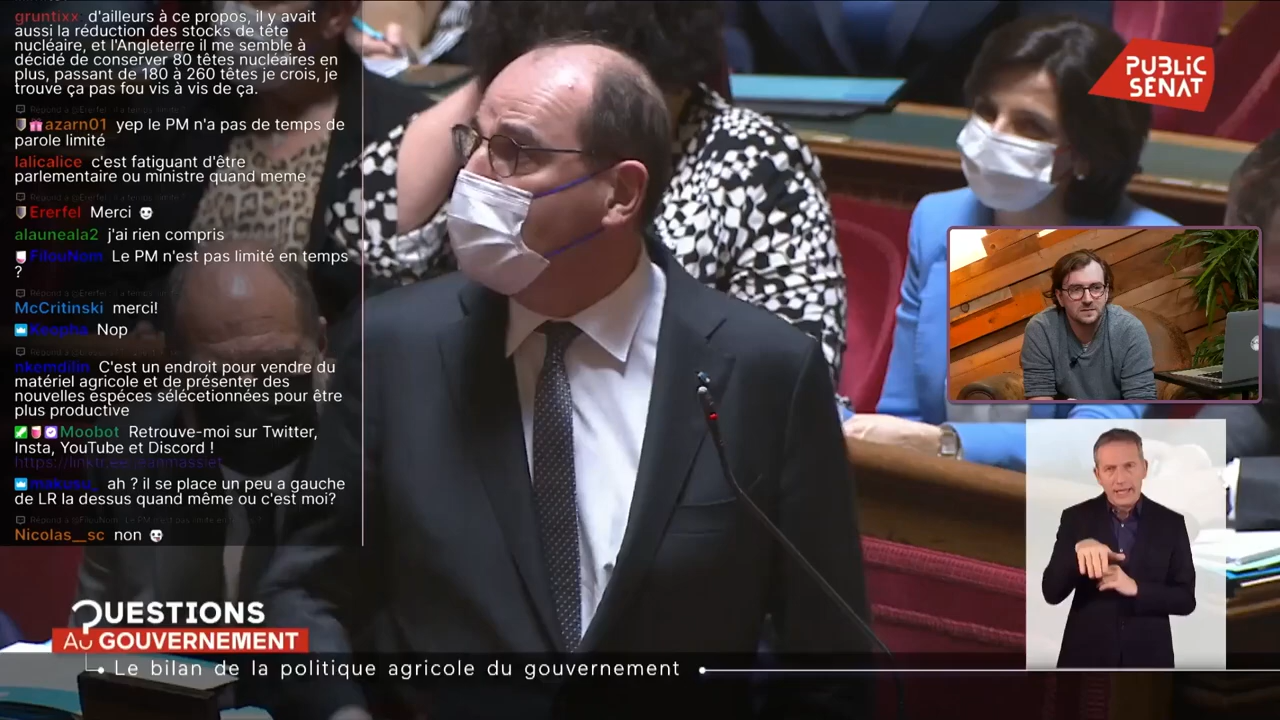 gruntixx d'ailleurs à ce propos, il y avait
aussi la réduction des stocks de tête
nucléaire, et l'Angleterre il me semble à
décidé de conserver 80 têtes nucléaires en
plus, passant de 180 à 260 têtes je crois, je
trouve ça pas fou vis à vis de ça.
azarn01 yep le PM n'a pas de temps de
parole limité
lalicalice c'est fatiguant d'être
parlementaire ou ministre quand meme
Ererfel Merci
alauneala2 j'ai rien compris
FilouNom Le PM n'est pas limité en temps
?
McCritinski merci!
Nop
nkemdilin C'est un endroit pour vendre du
matériel agricole et de présenter des
nouvelles espéces sélécetionnées pour être
plus productive
Moobot Retrouve-moi sur Twitter,
Insta, YouTube et Discord !
https://linktr.ee/jeanmassiet
makusu_ ah ? il se place un peu a gauche
de LR la dessus quand même ou c'est moi?
Nicolas__sc non
PUBLIC
SÉNAT
QUESTIONS
AU GOUVERNEMENT
Le bilan de la politique agricole du gouvernement